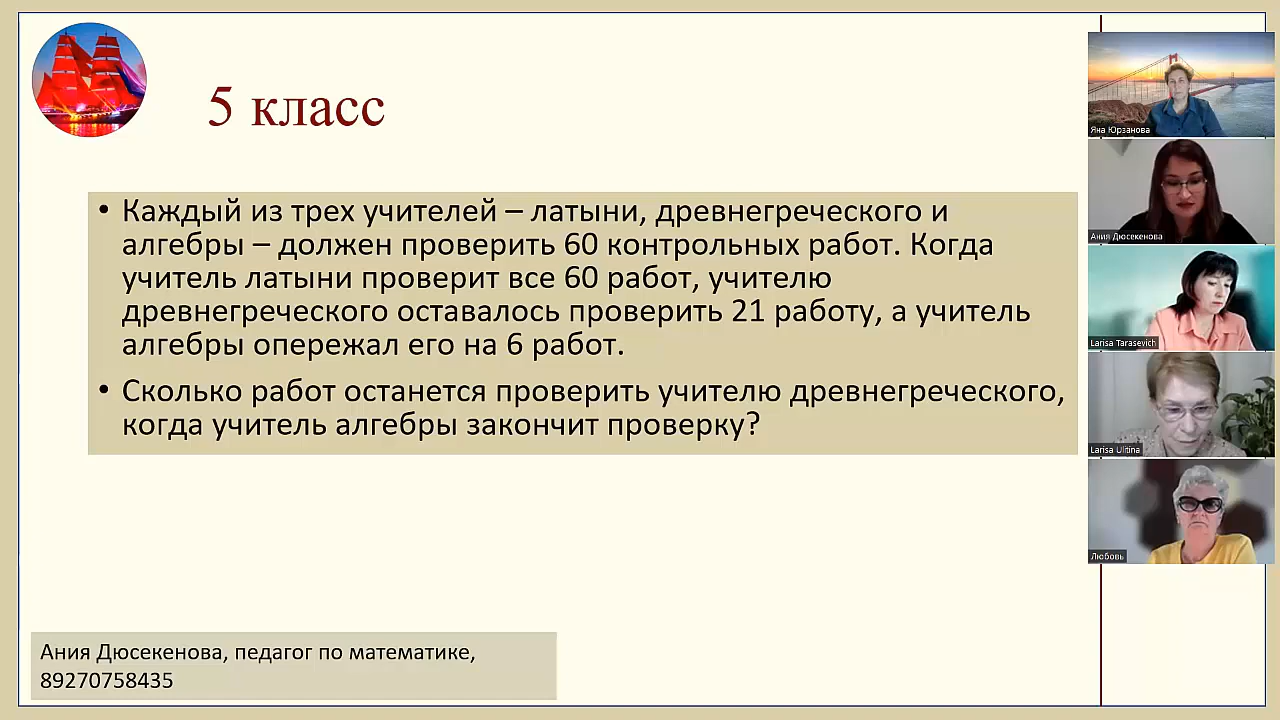 5 класс
• Каждый из трех учителей – латыни, древнегреческого и
алгебры – должен проверить 60 контрольных работ. Когда
учитель латыни проверит все 60 работ, учителю
древнегреческого оставалось проверить 21 работу, а учитель
алгебры опережал его на 6 работ.
• Сколько работ останется проверить учителю древнегреческого,
когда учитель алгебры закончит проверку?
Ания Дюсекенова, педагог по математике,
89270758435
Яна Юрзанова
Ания Дюсекенова
Larisa Tarasevich
Larisa Ulitina
Любовь